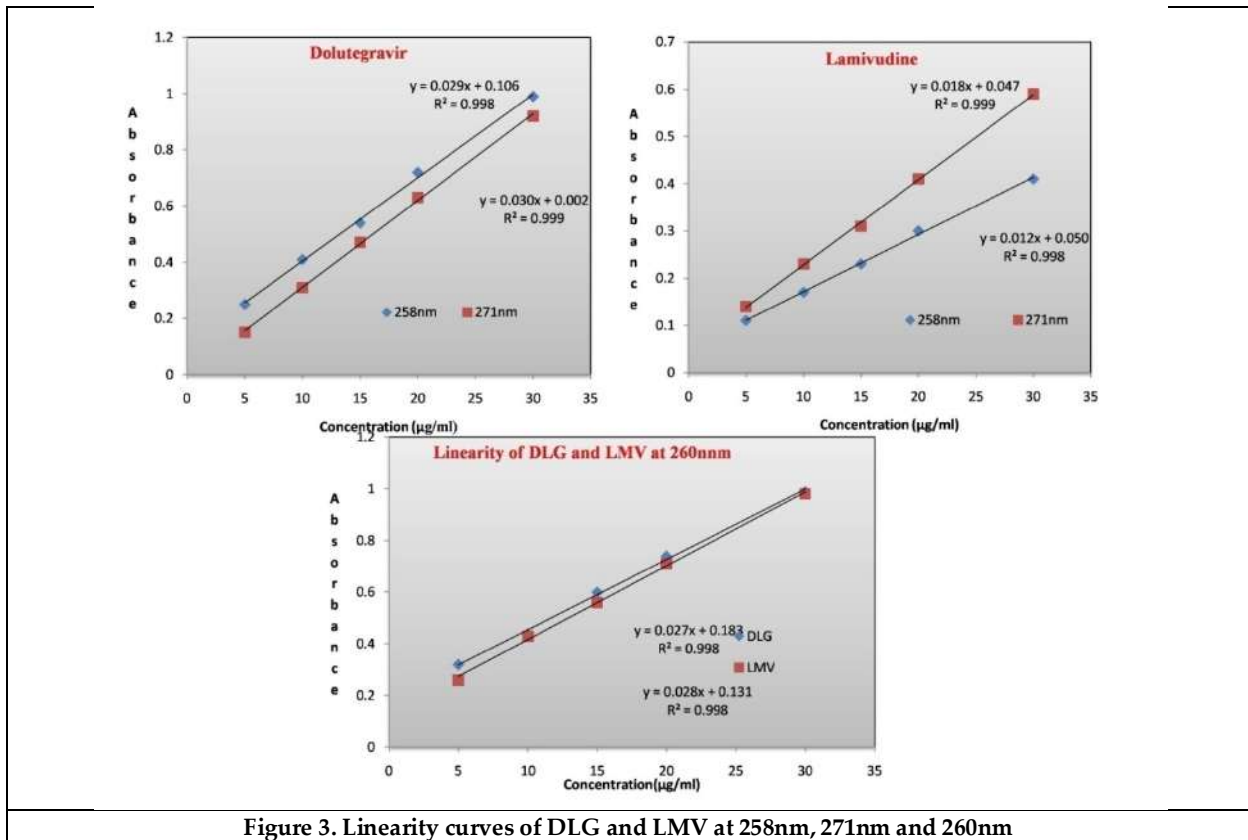 Dolutegravir
1.2
1
0.8
0.6
0.4
0.2
0
Absorbance
y = 0.029x + 0.106
R² = 0.998
y = 0.030x + 0.002
R² = 0.999
258nm 271nm
0 5 10 15 20 25 30 35
Concentration (µg/ml)
Lamivudine
0.7
0.6
0.5
0.4
0.3
0.2
0.1
0
Absorbance
y = 0.018x + 0.047
R² = 0.999
y = 0.012x + 0.050
R² = 0.998
258nm 271nm
0 5 10 15 20 25 30 35
Concentration (µg/ml)
Linearity of DLG and LMV at 260nnm
1.2
1
0.8
0.6
0.4
0.2
0
Absorbance
y = 0.027x + 0.183
R² = 0.998
DLG
LMV
y = 0.028x + 0.131
R² = 0.998
0 5 10 15 20 25 30 35
Concentration(µg/ml)
Figure 3. Linearity curves of DLG and LMV at 258nm, 271nm and 260nm